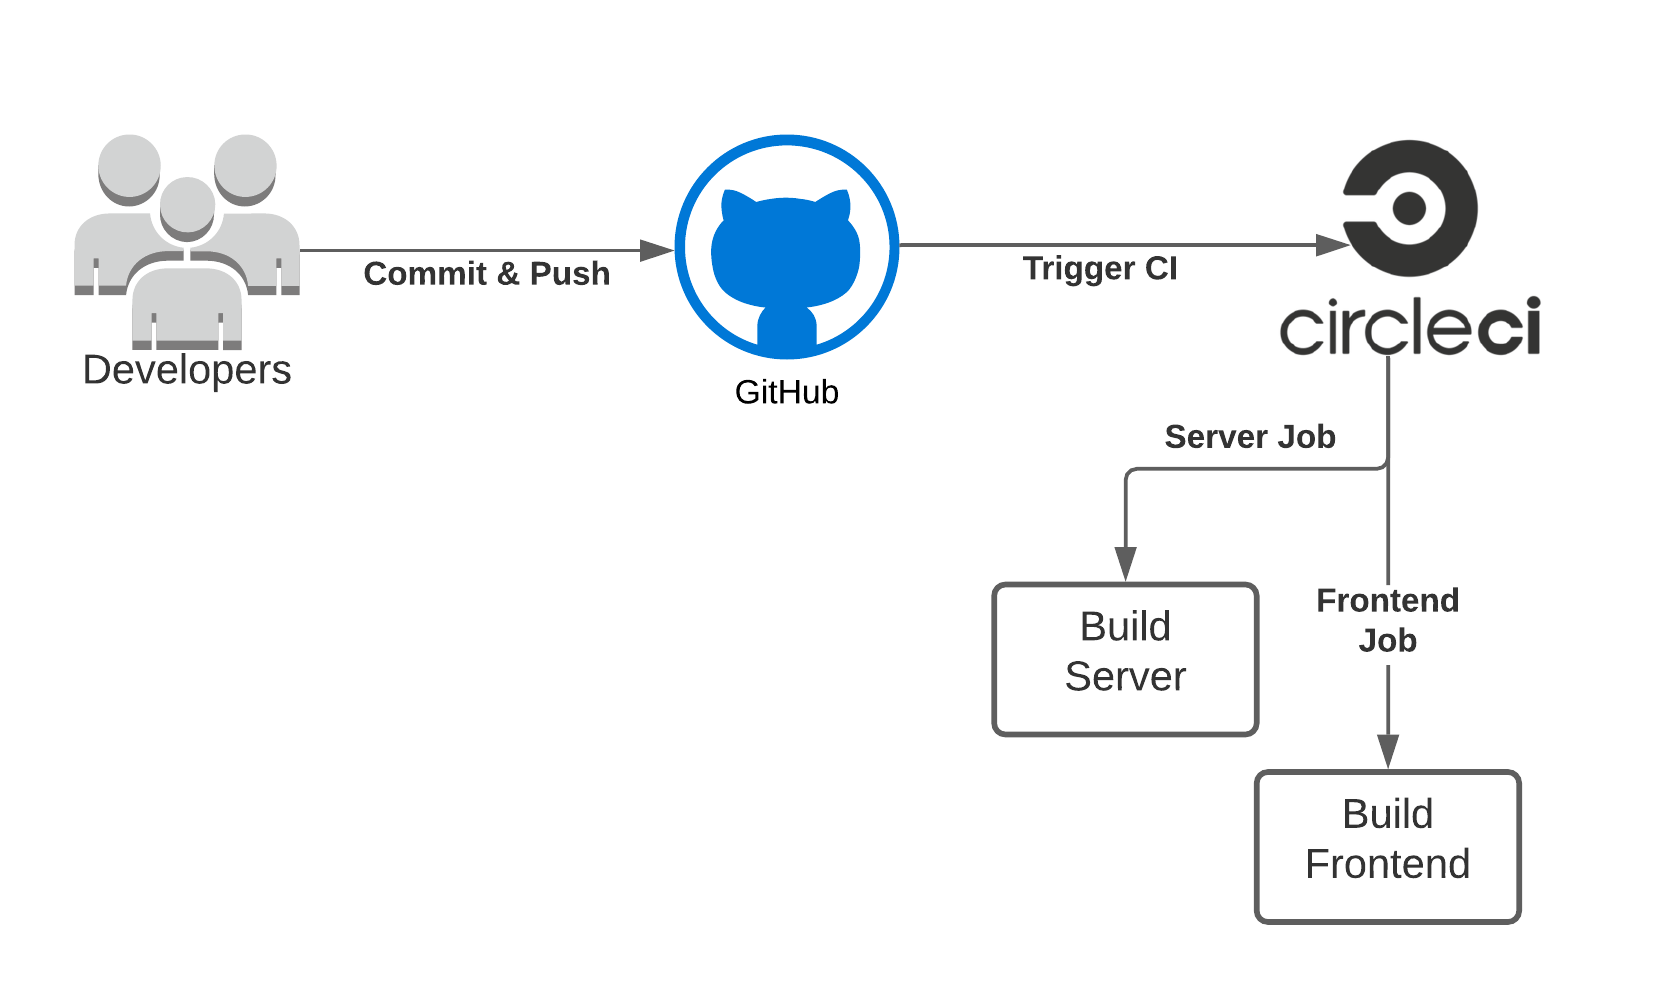 Developers
Commit & Push
GitHub
Trigger CI
circleci
Server Job
Build
Server
Frontend
Job
Build
Frontend